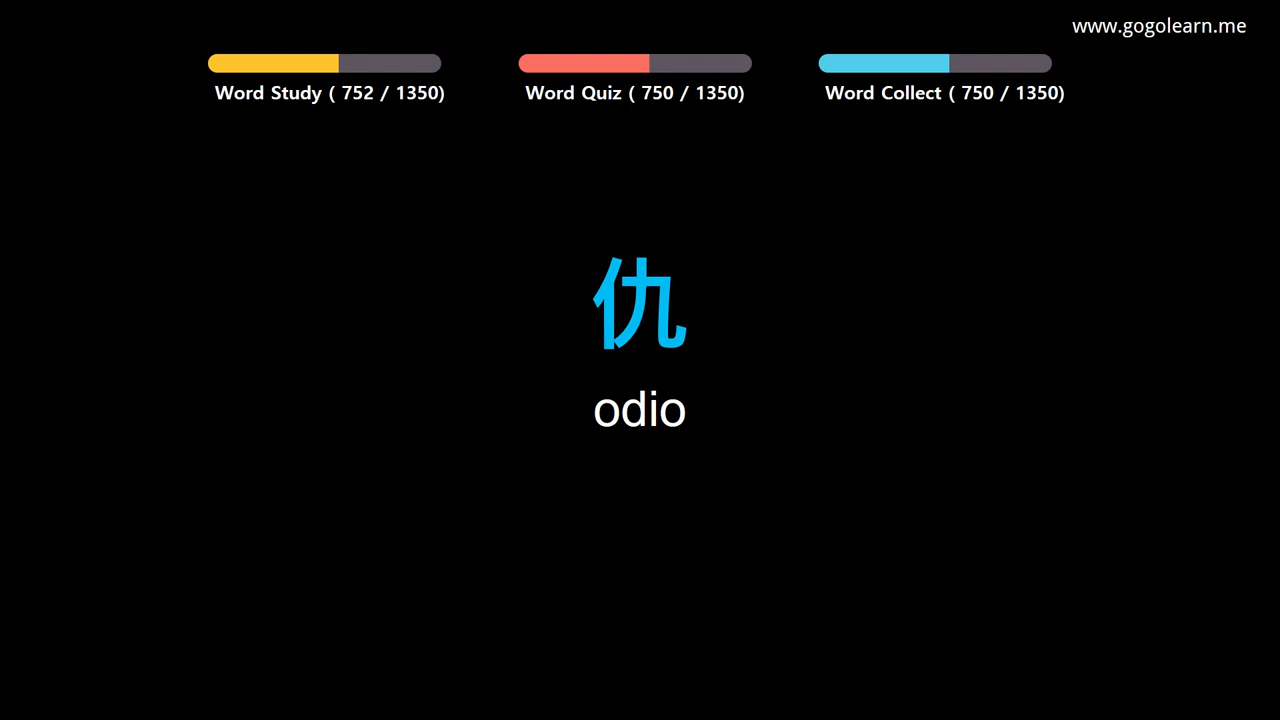 www.gogolearn.me
Word Study ( 752 / 1350)
Word Quiz ( 750 / 1350)
Word Collect ( 750 / 1350)
仇
odio